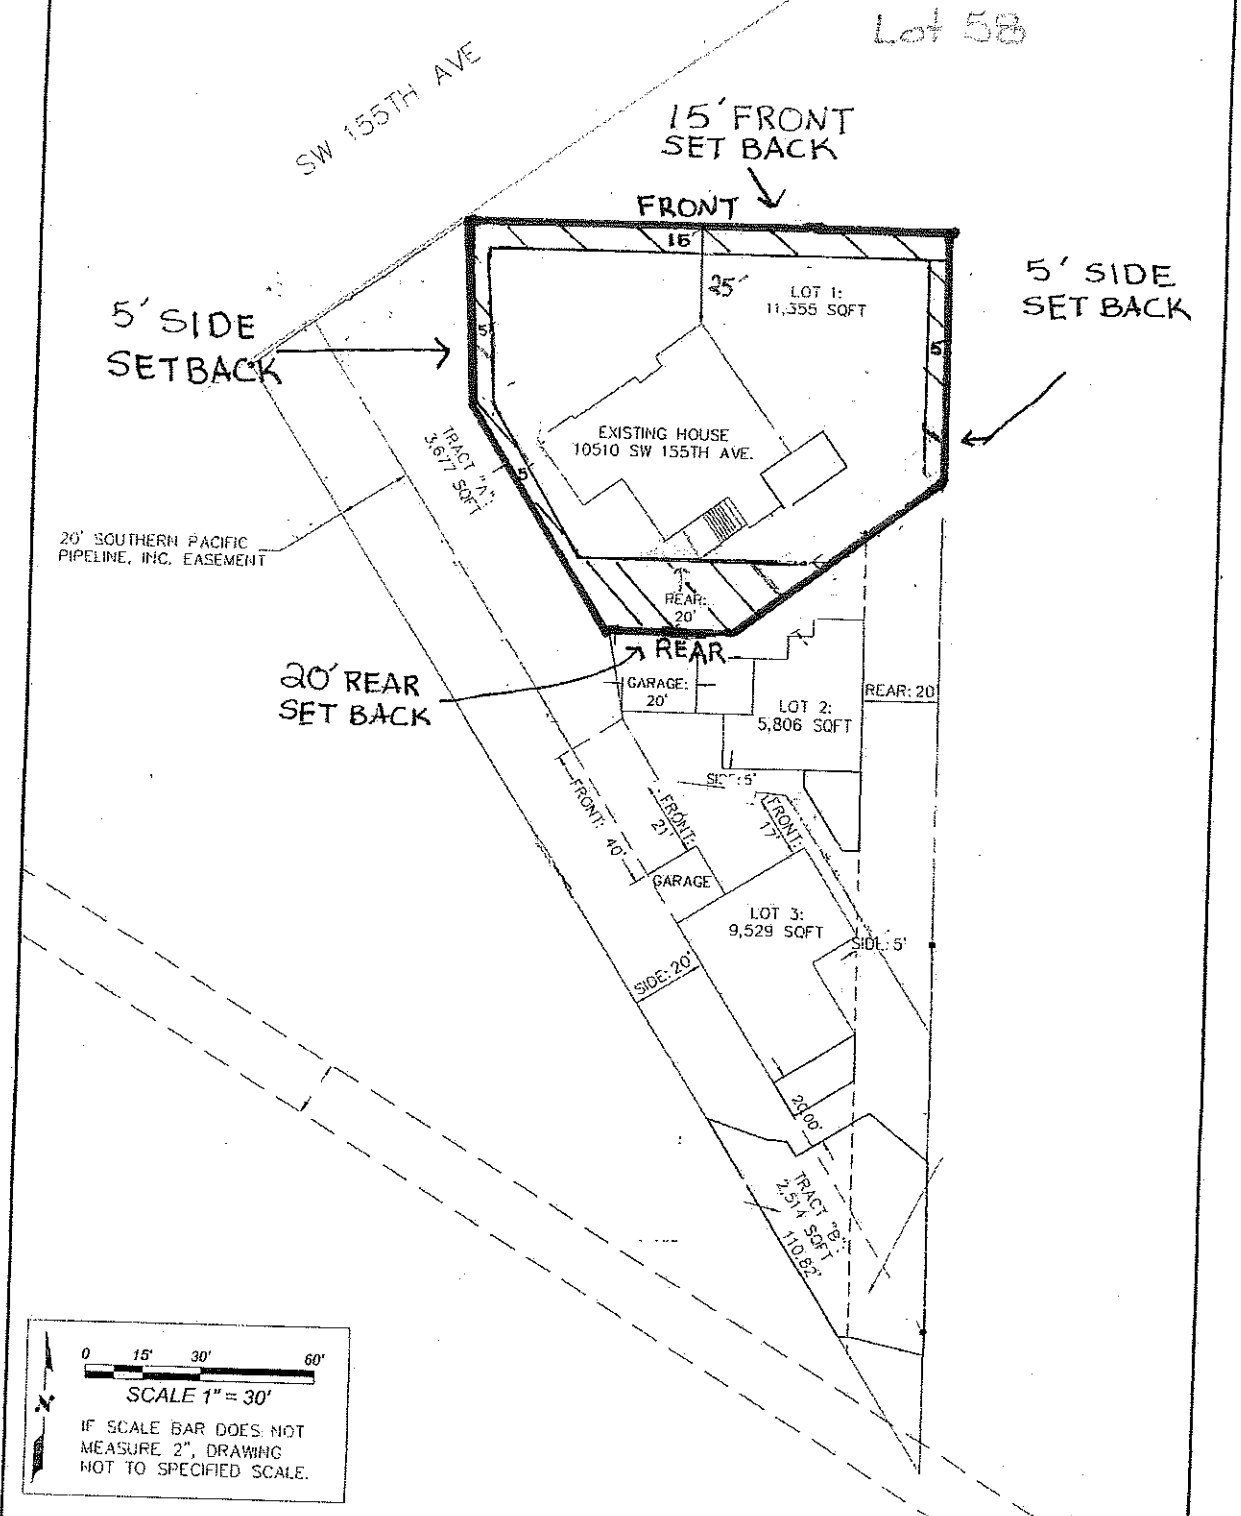 Lot 58
SW 155TH AVE
15' FRONT
SET BACK
FRONT
15'
25'
LOT 1:
11,355 SQFT
5' SIDE
SET BACK
5' SIDE
SETBACK
5'
5
EXISTING HOUSE
10510 SW 155TH AVE.
TRACT "A":
3,677 SQFT
5
20' SOUTHERN PACIFIC
PIPELINE, INC. EASEMENT
REAR:
20'
REAR
20' REAR
SET BACK
GARAGE:
20'
LOT 2:
5,806 SQFT
REAR: 20'
SIDE: 5'
FRONT: 40'
FRONT:
21'
FRONT:
17'
GARAGE
LOT 3:
9,529 SQFT
SIDE: 5'
SIDE: 20'
20.00'
TRACT "B":
2,514 SQFT
110.82'
0 15' 30' 60'
SCALE 1" = 30'
N
IF SCALE BAR DOES NOT
MEASURE 2", DRAWING
NOT TO SPECIFIED SCALE.